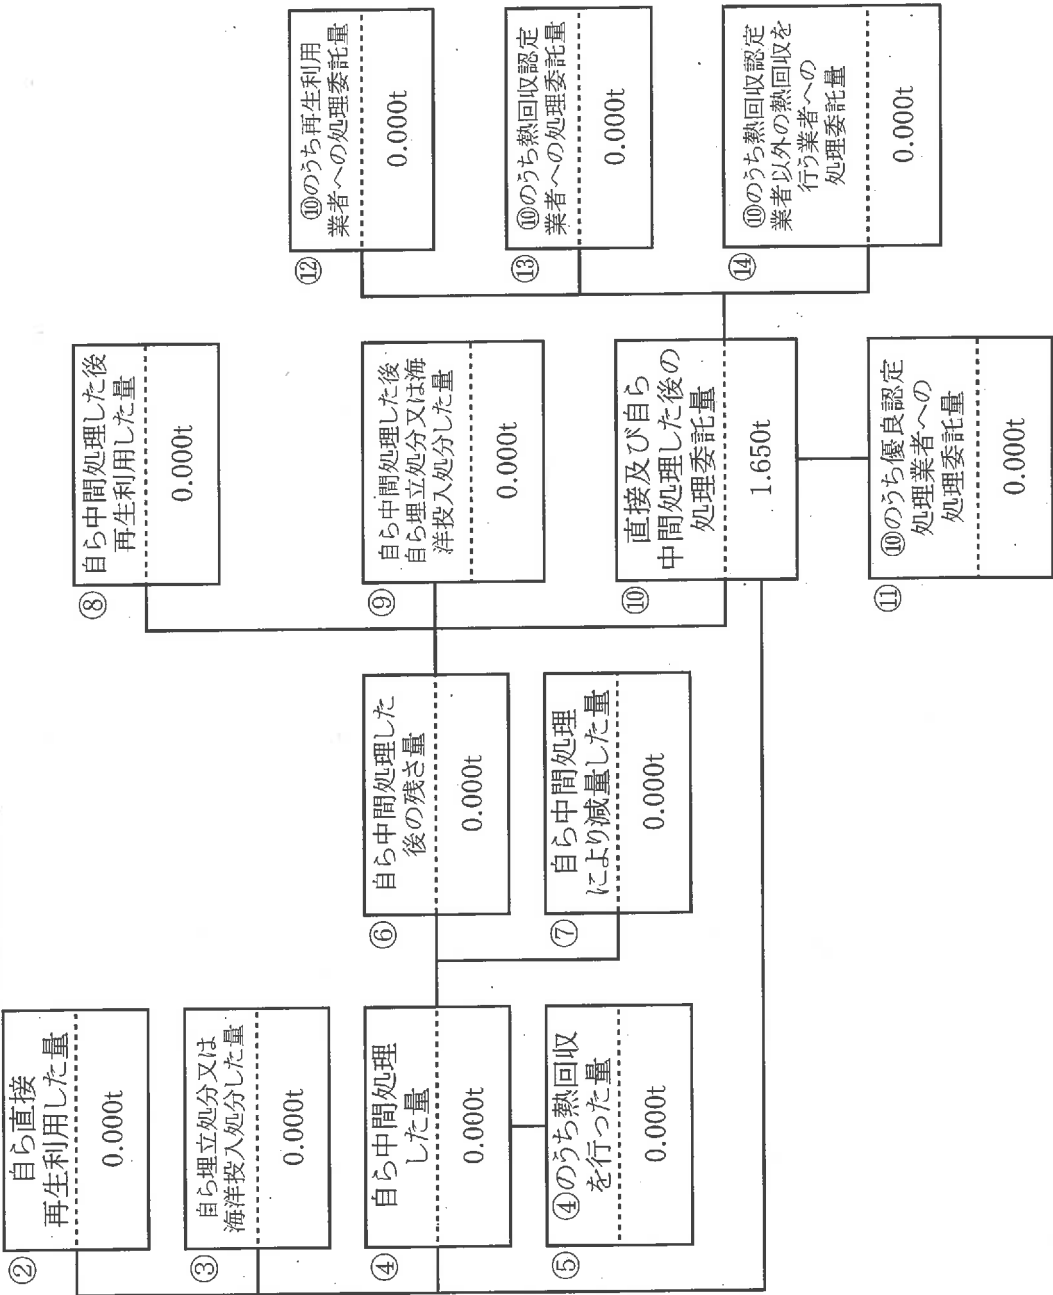 ②
自ら直接
再生利用した量
0.000t
③
自ら埋立処分又は
海洋投入処分した量
0.000t
④
自ら中間処理
した量
0.000t
⑤
④のうち熱回収
を行った量
0.000t
⑥
自ら中間処理した
後の残さ量
0.000t
⑦
自ら中間処理
により減量した量
0.000t
⑧
自ら中間処理した後
再生利用した量
0.000t
⑨
自ら中間処理した後
自ら埋立処分又は海
洋投入処分した量
0.000t
⑩
直接及び自ら
中間処理した後の
処理委託量
1.650t
⑪
⑩のうち優良認定
処理業者への
処理委託量
0.000t
⑫
⑩のうち再生利用
業者への処理委託量
0.000t
⑬
⑩のうち熱回収認定
業者への処理委託量
0.000t
⑭
⑩のうち熱回収認定
業者以外の熱回収を
行う業者への
処理委託量
0.000t